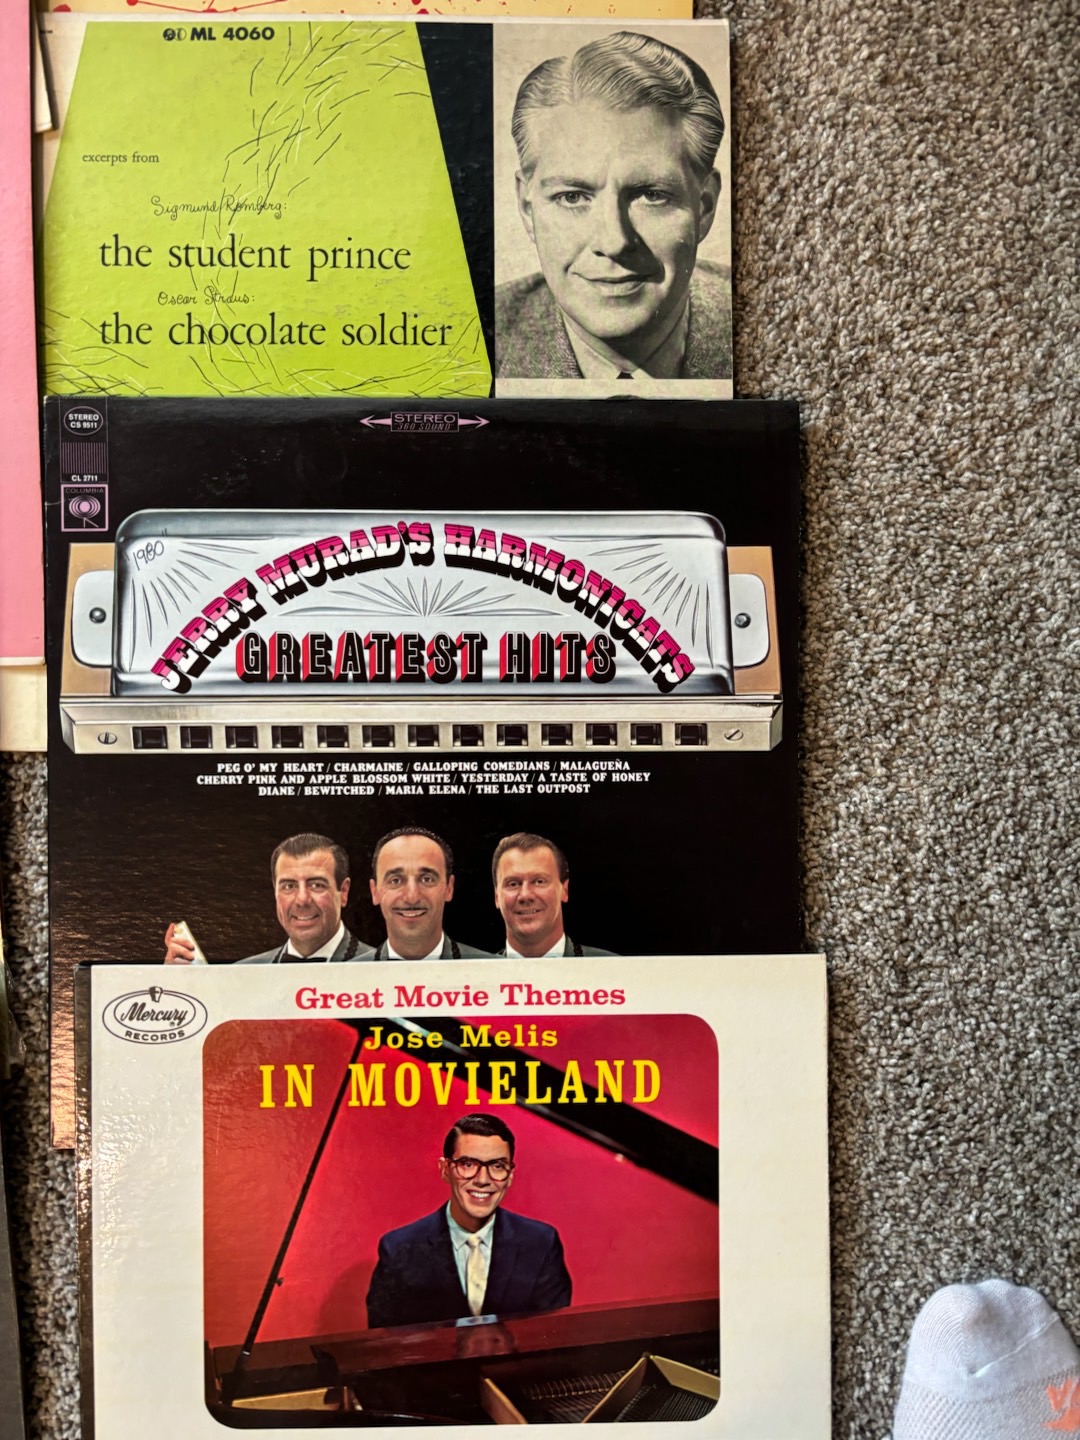 ML 4060
excerpts from
Sigmund Romberg:
the student prince
Oscar Straus:
the chocolate soldier
STEREO
CS 9511
STEREO
360 SOUND
CL 2711
COLUMBIA
"1980"
JERRY MURAD'S HARMONICATS
GREATEST HITS
PEG O' MY HEART / CHARMAINE / GALLOPING COMEDIANS / MALAGUEÑA
CHERRY PINK AND APPLE BLOSSOM WHITE / YESTERDAY / A TASTE OF HONEY
DIANE / BEWITCHED / MARIA ELENA / THE LAST OUTPOST
Mercury
RECORDS
Great Movie Themes
Jose Melis
IN MOVIELAND